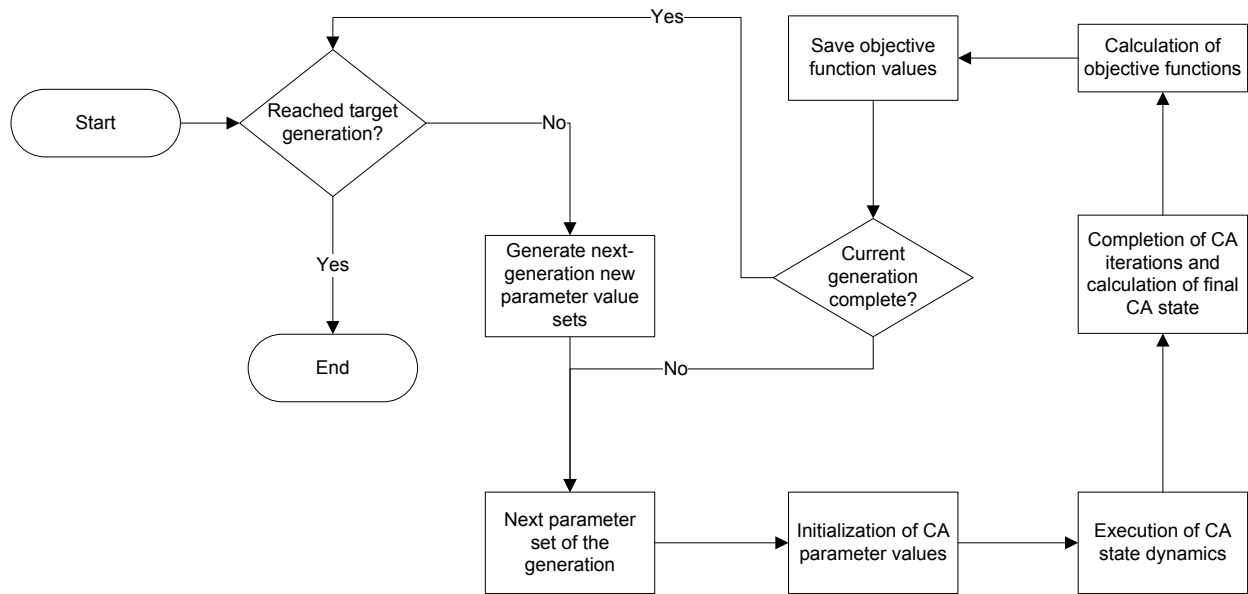 Yes
Save objective
function values
Calculation of
objective functions
Start
Reached target
generation?
No
Generate next-
generation new
parameter value
sets
Current
generation
complete?
Completion of CA
iterations and
calculation of final
CA state
Yes
End
No
Next parameter
set of the
generation
Initialization of CA
parameter values
Execution of CA
state dynamics